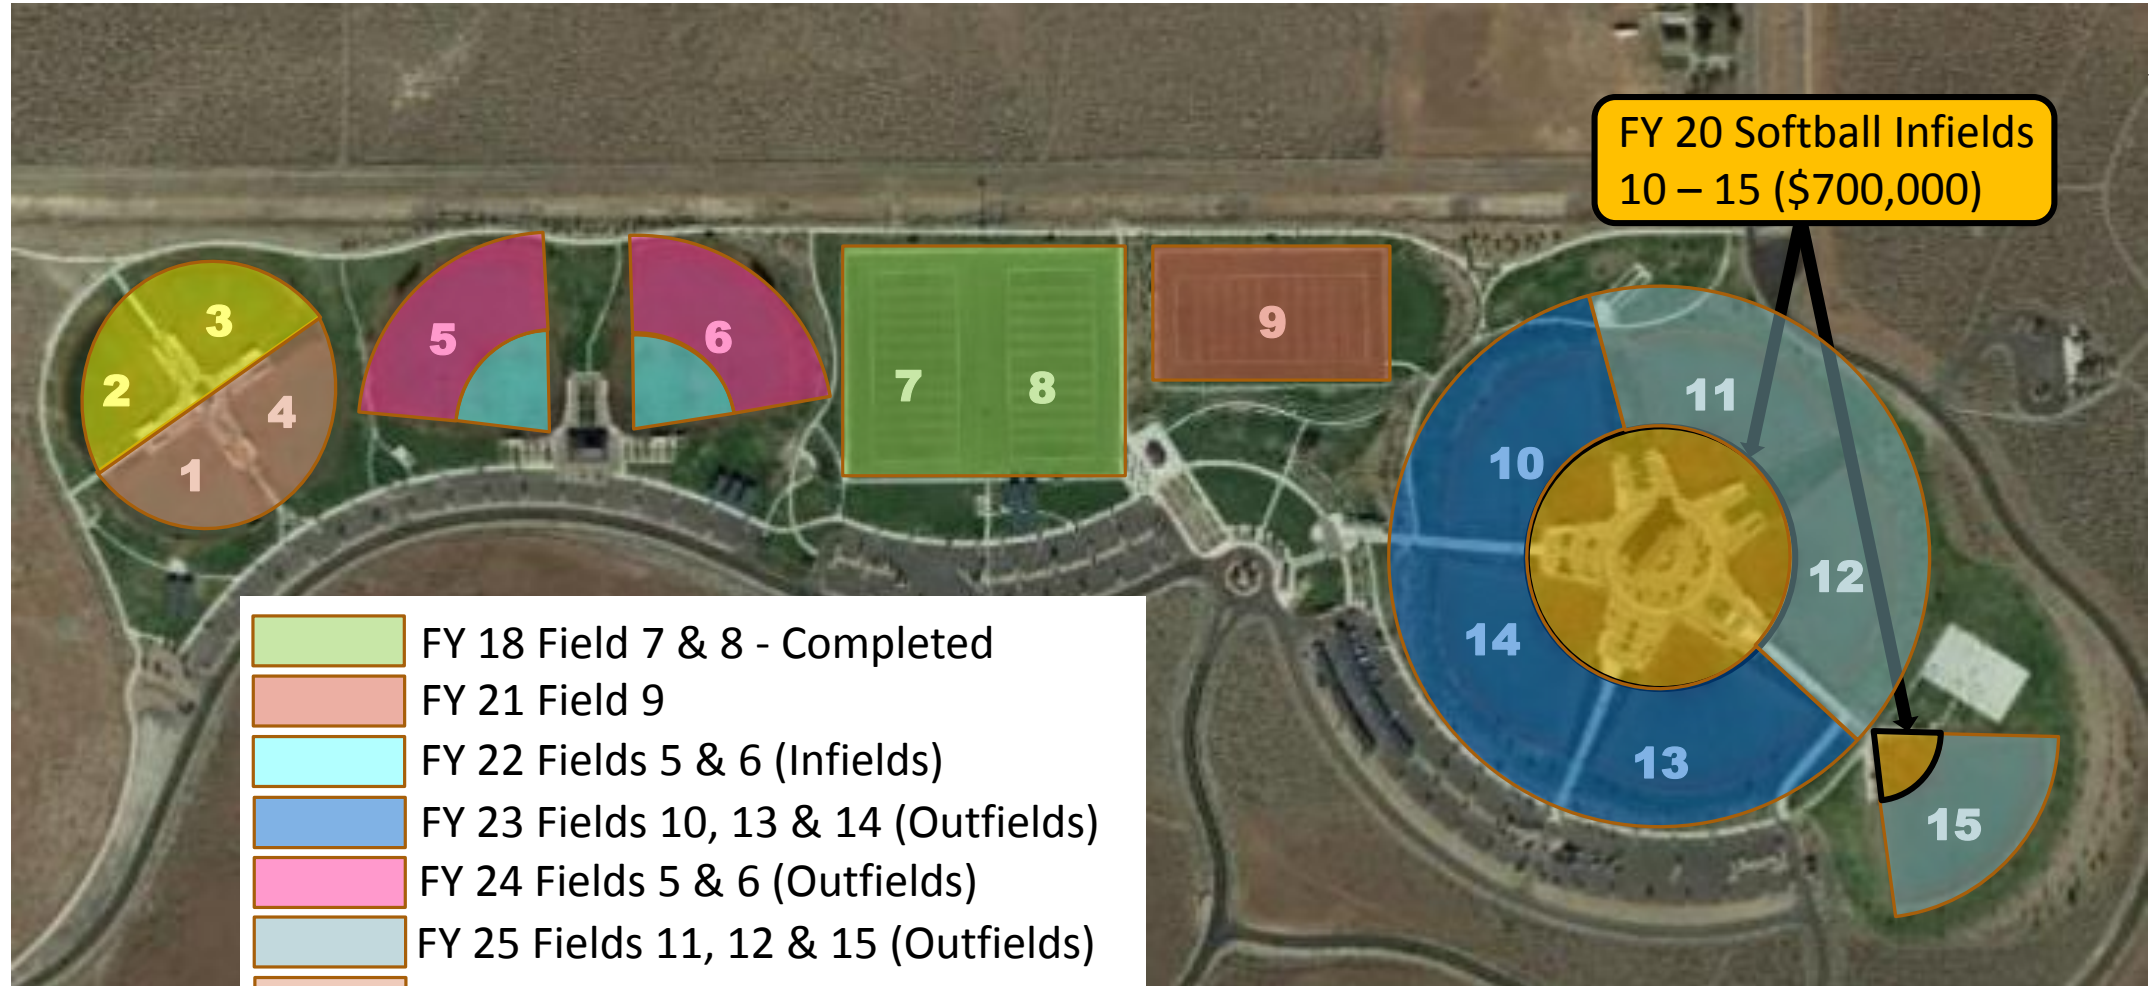 FY 20 Softball Infields
10 – 15 ($700,000)
3
2
4
1
5
6
7
8
9
11
10
12
14
13
15
FY 18 Field 7 & 8 - Completed
FY 21 Field 9
FY 22 Fields 5 & 6 (Infields)
FY 23 Fields 10, 13 & 14 (Outfields)
FY 24 Fields 5 & 6 (Outfields)
FY 25 Fields 11, 12 & 15 (Outfields)